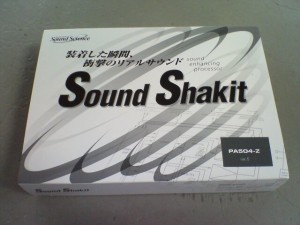 Sound Science
装着した瞬間、
衝撃のリアルサウンド
sound
enhancing
processor
Sound Shakit
PA504-Z
Sound Shakit